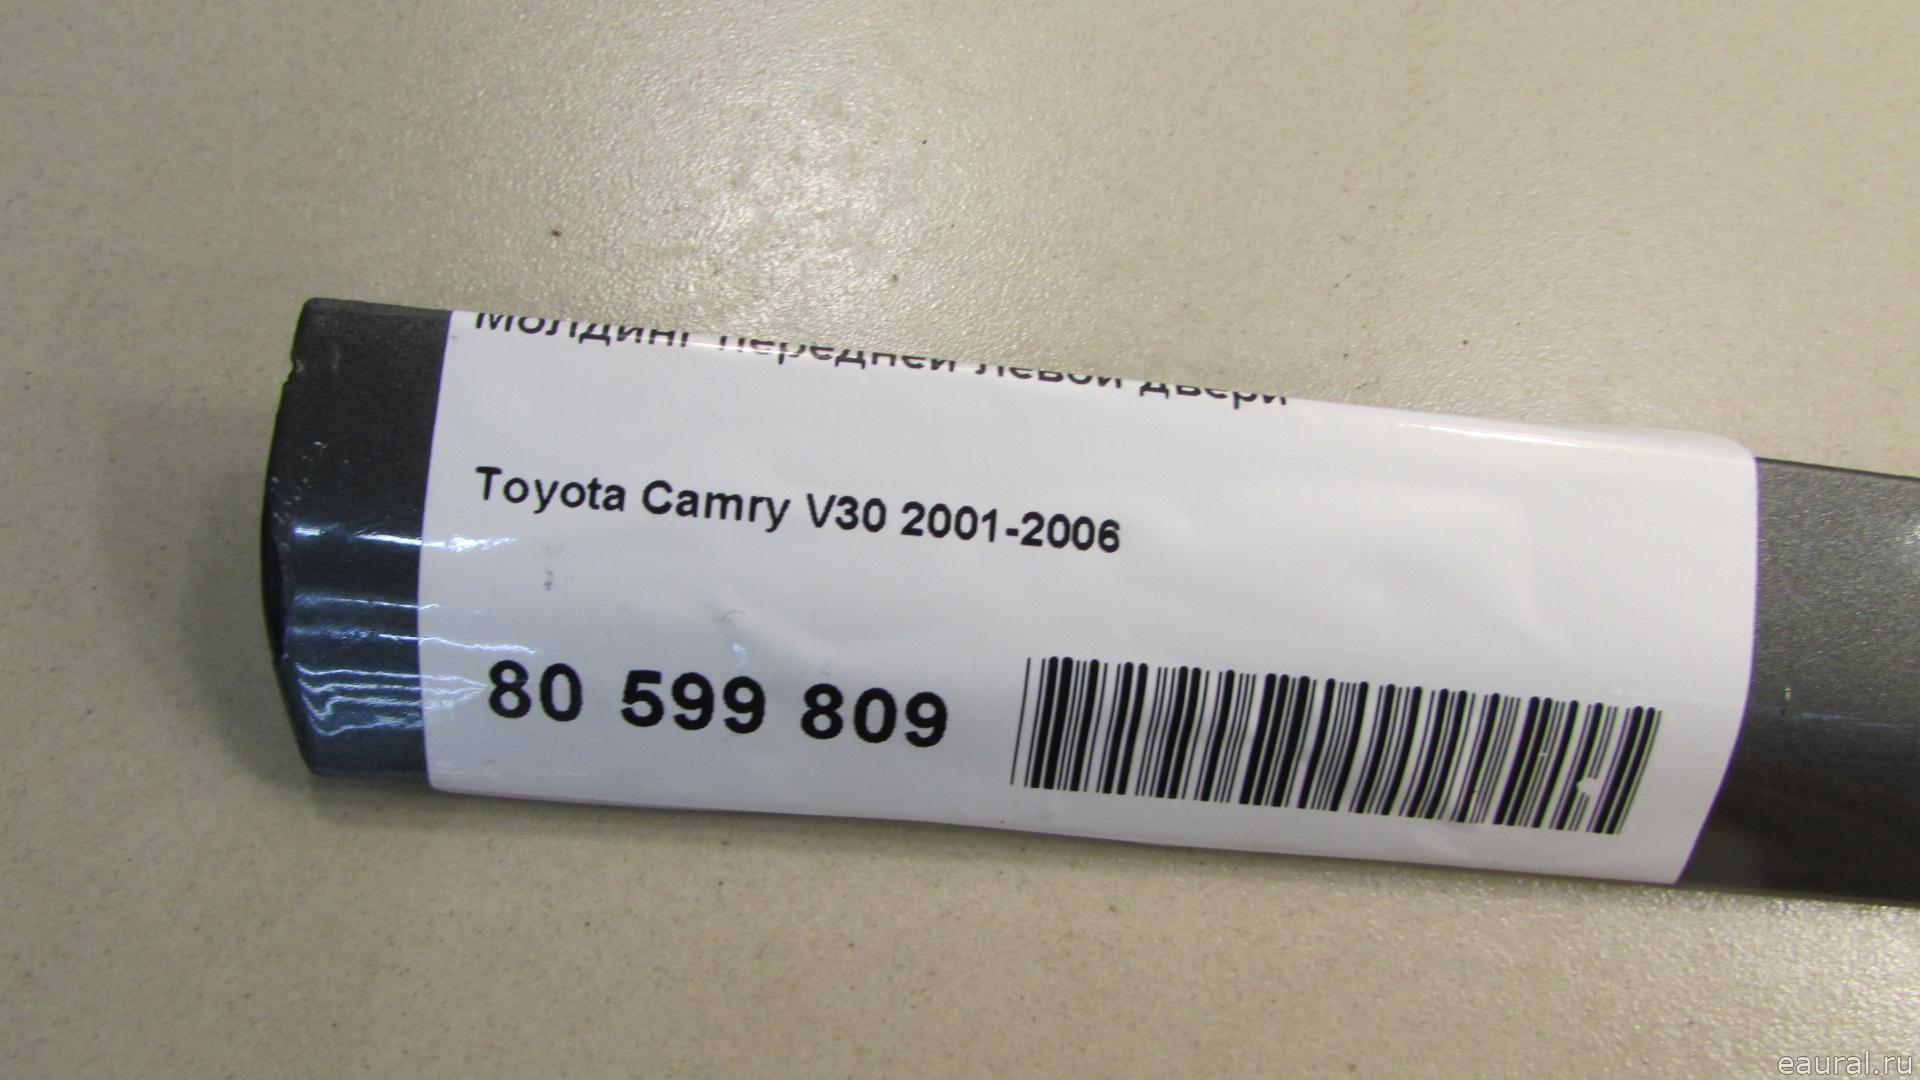 Молдинг передней левой двери
Toyota Camry V30 2001-2006
80 599 809
eaural.ru